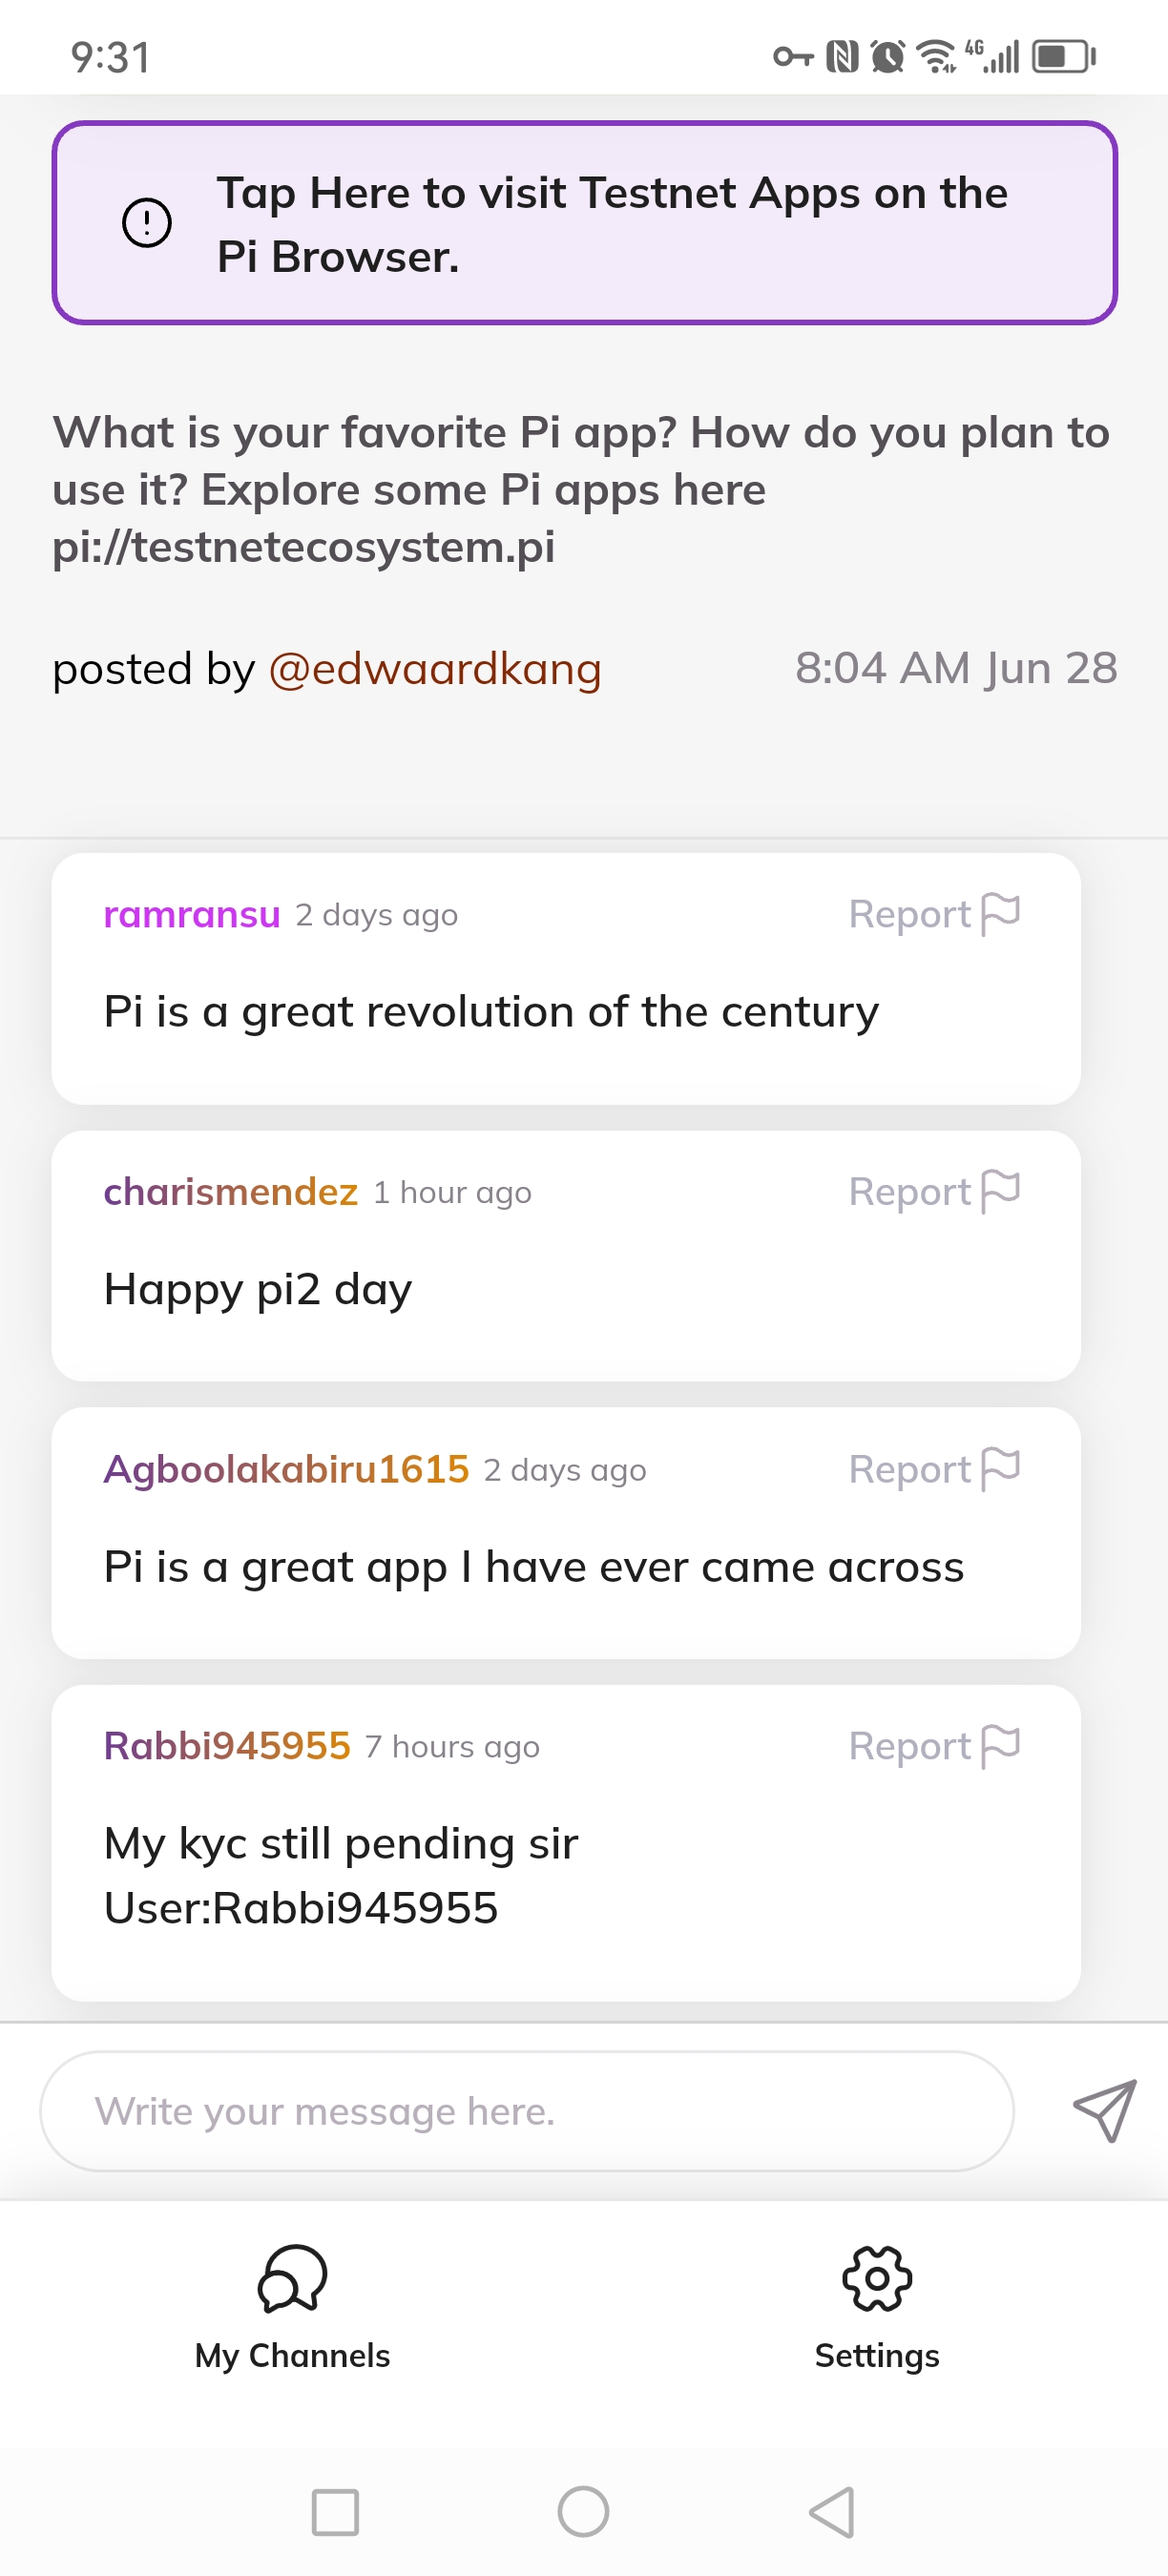 9:31
4G
Tap Here to visit Testnet Apps on the
Pi Browser.
What is your favorite Pi app? How do you plan to
use it? Explore some Pi apps here
pi://testnetecosystem.pi
posted by @edwaardkang 8:04 AM Jun 28
ramransu 2 days ago Report
Pi is a great revolution of the century
charismendez 1 hour ago Report
Happy pi2 day
Agboolakabiru1615 2 days ago Report
Pi is a great app I have ever came across
Rabbi945955 7 hours ago Report
My kyc still pending sir
User:Rabbi945955
Write your message here.
My Channels Settings